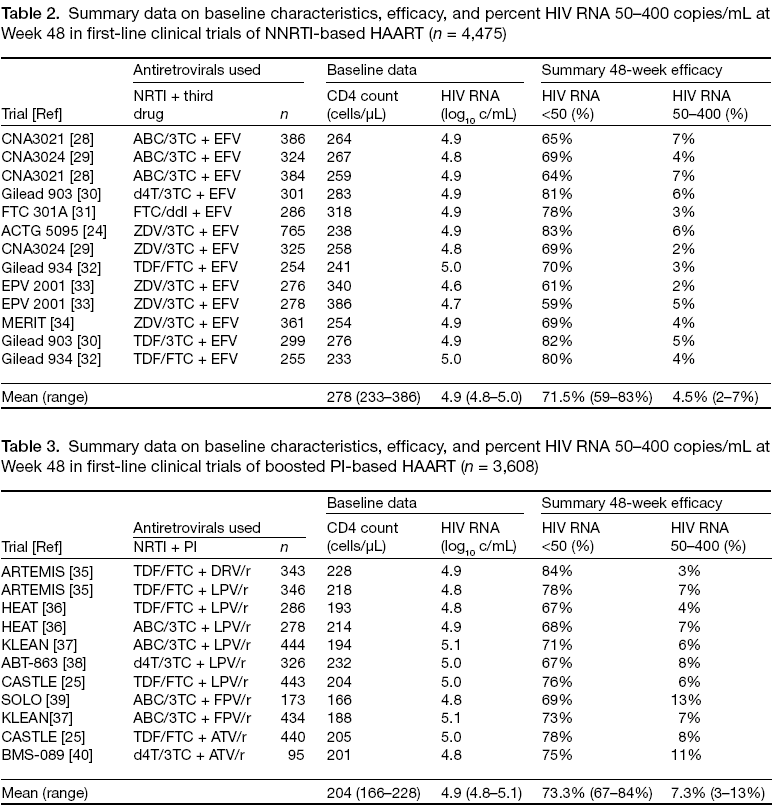 Table 2. Summary data on baseline characteristics, efficacy, and percent HIV RNA 50–400 copies/mL at
Week 48 in first-line clinical trials of NNRTI-based HAART (n = 4,475)
Antiretrovirals used Baseline data Summary 48-week efficacy
NRTI + third CD4 count HIV RNA HIV RNA HIV RNA
Trial [Ref] drug n (cells/µL) (log10 c/mL) <50 (%) 50–400 (%)
CNA3021 [28] ABC/3TC + EFV 386 264 4.9 65% 7%
CNA3024 [29] ABC/3TC + EFV 324 267 4.8 69% 4%
CNA3021 [28] ABC/3TC + EFV 384 259 4.9 64% 7%
Gilead 903 [30] d4T/3TC + EFV 301 283 4.9 81% 6%
FTC 301A [31] FTC/ddI + EFV 286 318 4.9 78% 3%
ACTG 5095 [24] ZDV/3TC + EFV 765 238 4.9 83% 6%
CNA3024 [29] ZDV/3TC + EFV 325 258 4.8 69% 2%
Gilead 934 [32] TDF/FTC + EFV 254 241 5.0 70% 3%
EPV 2001 [33] ZDV/3TC + EFV 276 340 4.6 61% 2%
EPV 2001 [33] ZDV/3TC + EFV 278 386 4.7 59% 5%
MERIT [34] ZDV/3TC + EFV 361 254 4.9 69% 4%
Gilead 903 [30] TDF/3TC + EFV 299 276 4.9 82% 5%
Gilead 934 [32] TDF/FTC + EFV 255 233 5.0 80% 4%
Mean (range) 278 (233–386) 4.9 (4.8–5.0) 71.5% (59–83%) 4.5% (2–7%)
Table 3. Summary data on baseline characteristics, efficacy, and percent HIV RNA 50–400 copies/mL at
Week 48 in first-line clinical trials of boosted PI-based HAART (n = 3,608)
Baseline data Summary 48-week efficacy
Antiretrovirals used CD4 count HIV RNA HIV RNA HIV RNA
Trial [Ref] NRTI + PI n (cells/µL) (log10 c/mL) <50 (%) 50–400 (%)
ARTEMIS [35] TDF/FTC + DRV/r 343 228 4.9 84% 3%
ARTEMIS [35] TDF/FTC + LPV/r 346 218 4.8 78% 7%
HEAT [36] TDF/FTC + LPV/r 286 193 4.8 67% 4%
HEAT [36] ABC/3TC + LPV/r 278 214 4.9 68% 7%
KLEAN [37] ABC/3TC + LPV/r 444 194 5.1 71% 6%
ABT-863 [38] d4T/3TC + LPV/r 326 232 5.0 67% 8%
CASTLE [25] TDF/FTC + LPV/r 443 204 5.0 76% 6%
SOLO [39] ABC/3TC + FPV/r 173 166 4.8 69% 13%
KLEAN[37] ABC/3TC + FPV/r 434 188 5.1 73% 7%
CASTLE [25] TDF/FTC + ATV/r 440 205 5.0 78% 8%
BMS-089 [40] d4T/3TC + ATV/r 95 201 4.8 75% 11%
Mean (range) 204 (166–228) 4.9 (4.8–5.1) 73.3% (67–84%) 7.3% (3–13%)